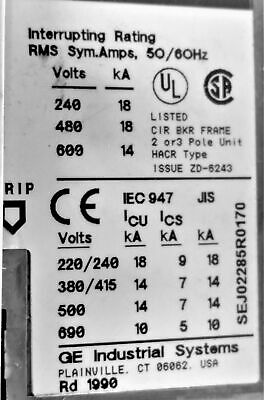 Interrupting Rating
RMS Sym.Amps, 50/60Hz
Volts kA
240 18
480 18
600 14
UL
SA
LISTED
CIR BKR FRAME
2 or3 Pole Unit
HACR Type
ISSUE ZD-6243
RIP
CE IEC 947 JIS
ICU ICS
Volts kA kA kA
220/240 18 9 18
380/415 14 7 14
500 14 7 14
690 10 5 10
SEJ02285R0170
GE Industrial Systems
PLAINVILLE, CT 06062, USA
Rd 1990